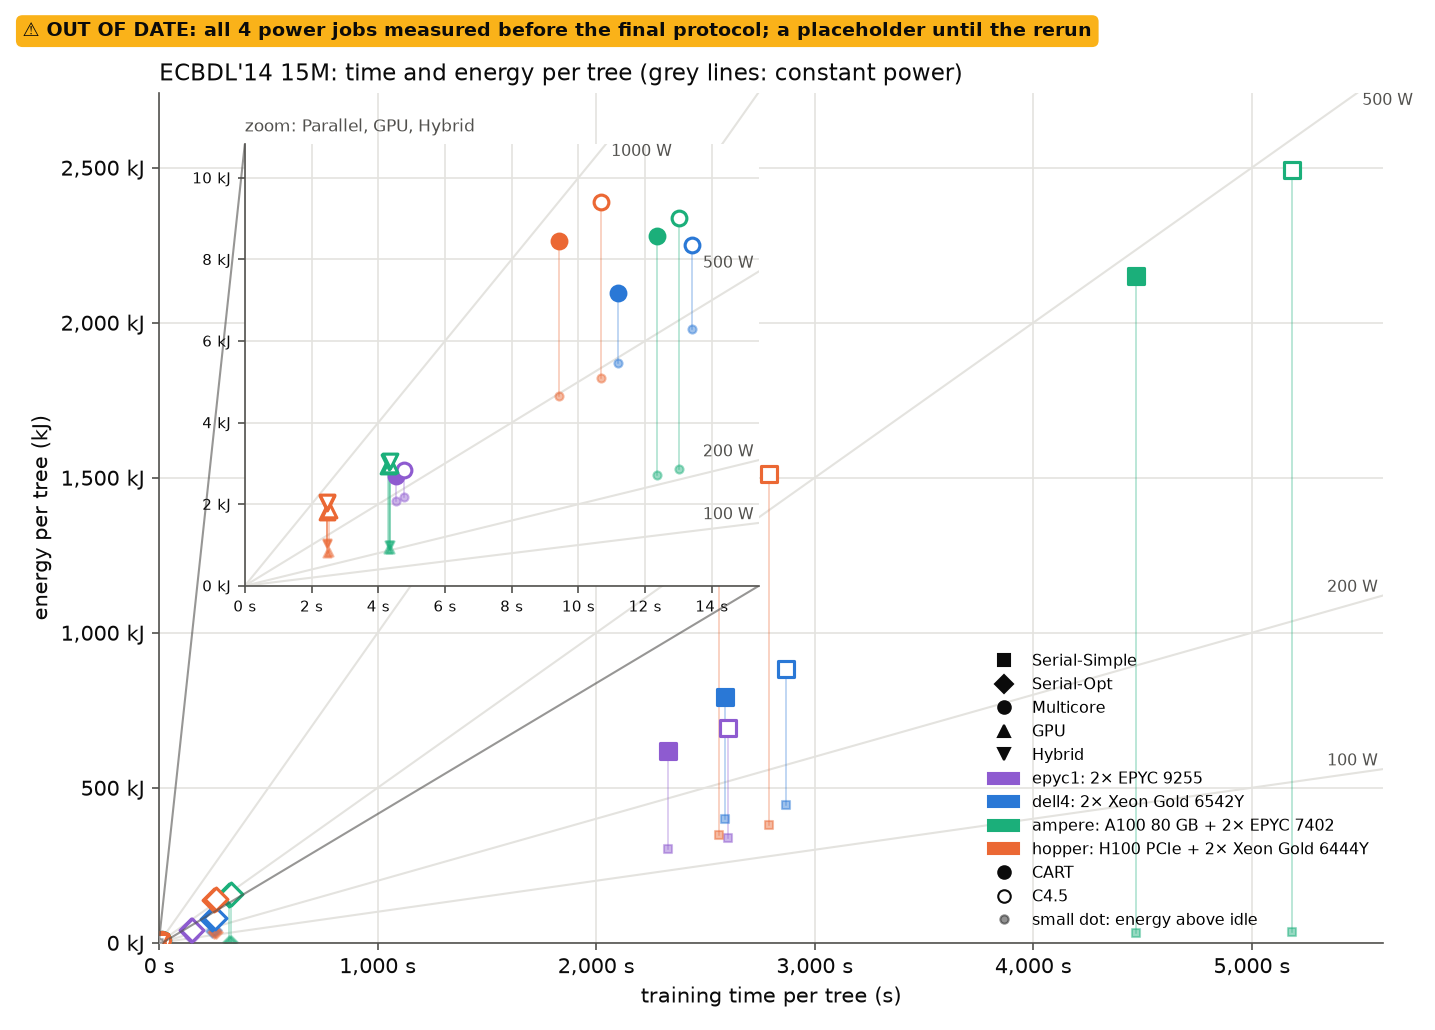 ⚠ OUT OF DATE: all 4 power jobs measured before the final protocol; a placeholder until the rerun
ECBDL'14 15M: time and energy per tree (grey lines: constant power)
500 W
zoom: Parallel, GPU, Hybrid
1000 W
10 kJ
8 kJ
6 kJ
4 kJ
2 kJ
0 kJ
500 W
200 W
100 W
0 s
2 s
4 s
6 s
8 s
10 s
12 s
14 s
2,500 kJ
2,000 kJ
1,500 kJ
1,000 kJ
500 kJ
0 kJ
energy per tree (kJ)
200 W
100 W
Serial-Simple
Serial-Opt
Multicore
GPU
Hybrid
epyc1: 2× EPYC 9255
dell4: 2× Xeon Gold 6542Y
ampere: A100 80 GB + 2× EPYC 7402
hopper: H100 PCIe + 2× Xeon Gold 6444Y
CART
C4.5
small dot: energy above idle
0 s
1,000 s
2,000 s
3,000 s
4,000 s
5,000 s
training time per tree (s)